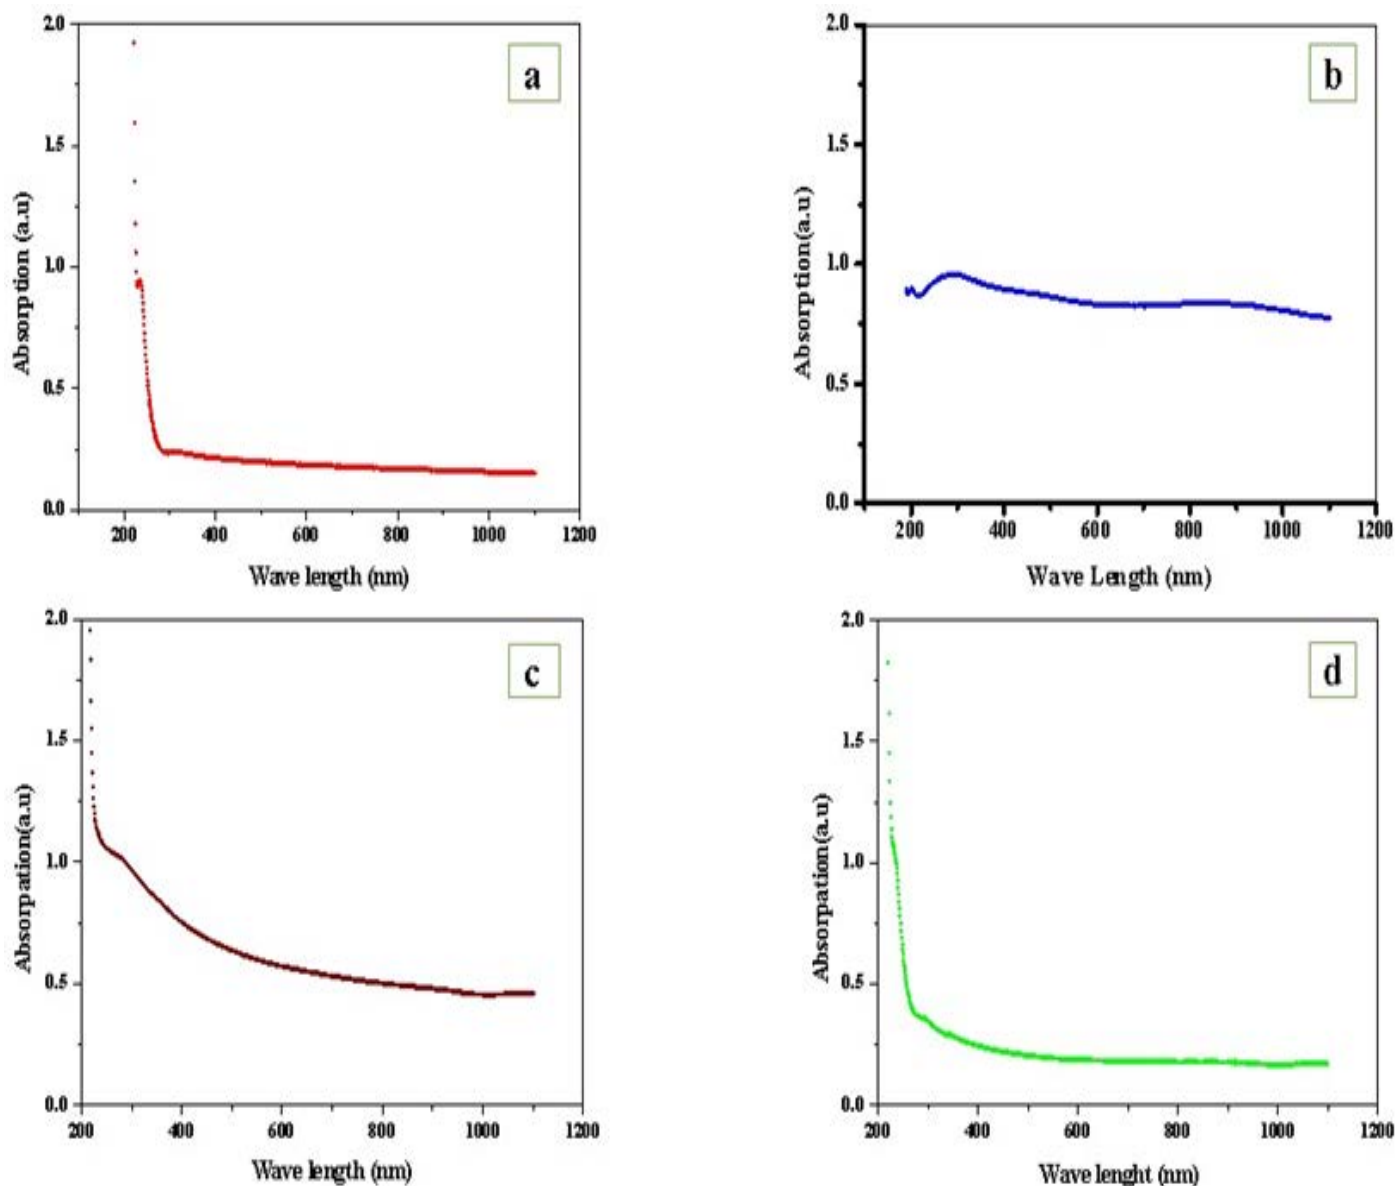 a
2.0
1.5
1.0
0.5
0.0
Absorption (a.u)
200 400 600 800 1000 1200
Wave length (nm)
b
2.0
1.5
1.0
0.5
0.0
Absorption(a.u)
200 400 600 800 1000 1200
Wave Length (nm)
c
2.0
1.5
1.0
0.5
0.0
Absorpation(a.u)
200 400 600 800 1000 1200
Wave length (nm)
d
2.0
1.5
1.0
0.5
0.0
Absorpation(a.u)
200 400 600 800 1000 1200
Wave lenght (nm)